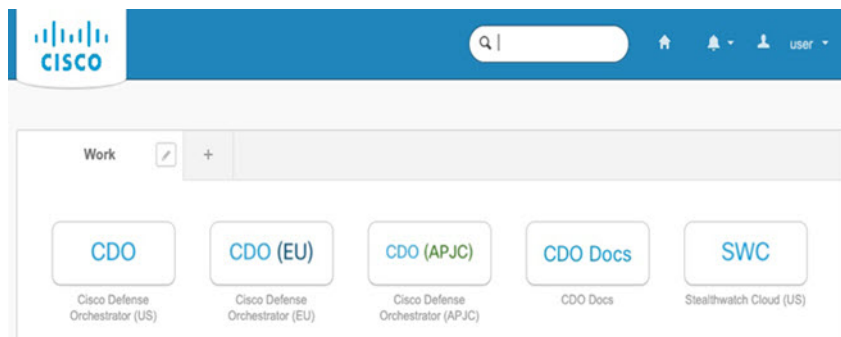 CISCO
user
Work
+
CDO
CDO (EU)
CDO (APJC)
CDO Docs
SWC
Cisco Defense
Orchestrator (US)
Cisco Defense
Orchestrator (EU)
Cisco Defense
Orchestrator (APJC)
CDO Docs
Stealthwatch Cloud (US)